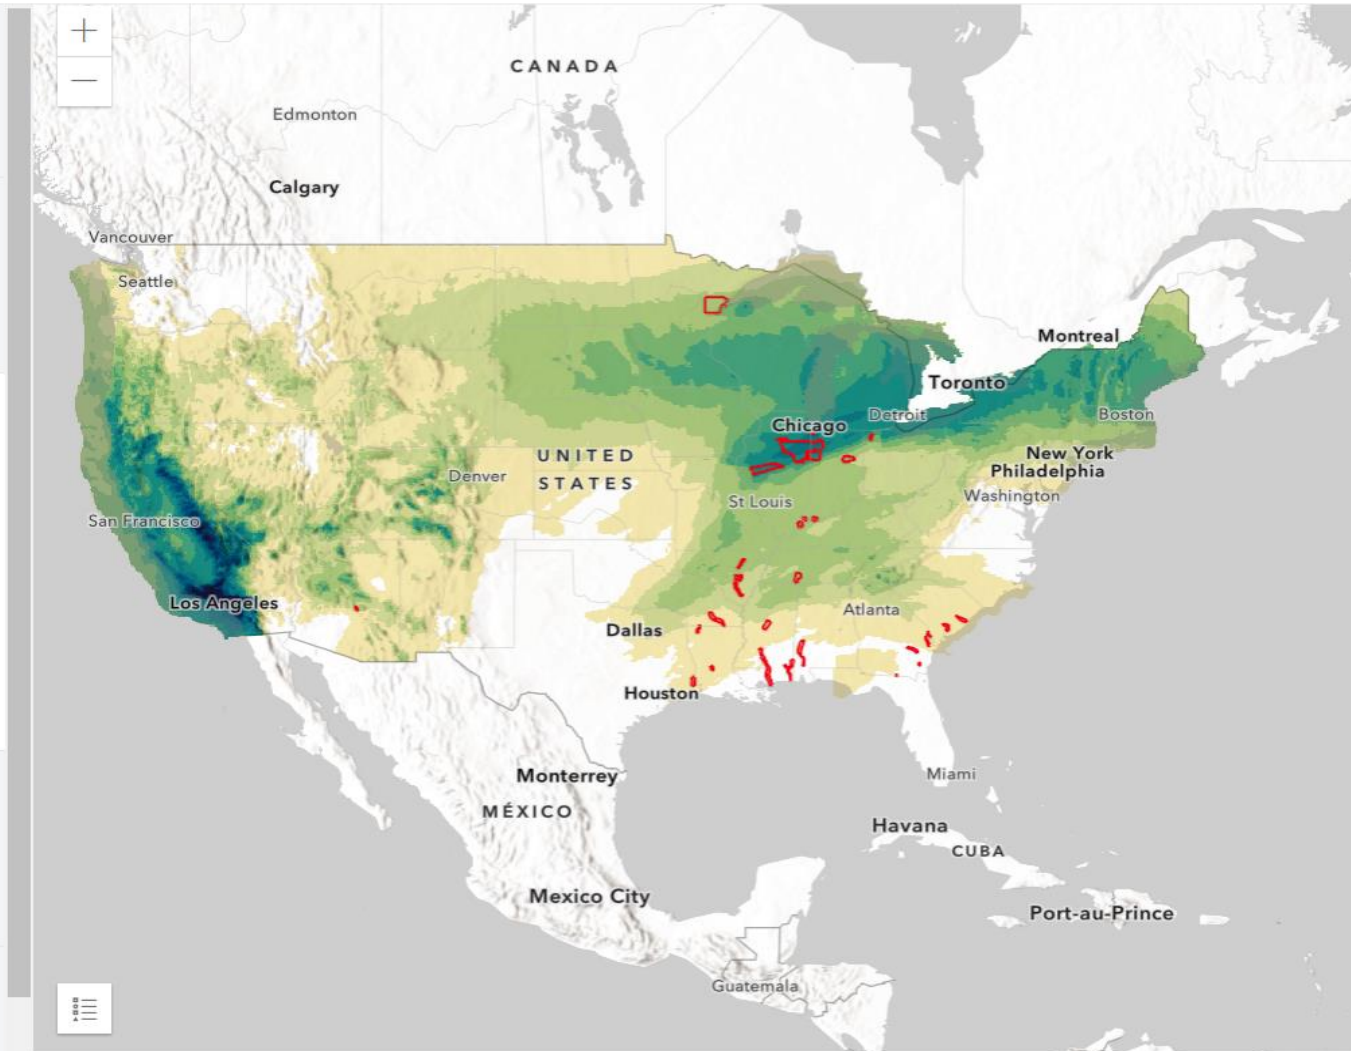 CANADA
Edmonton
Calgary
Vancouver
Seattle
Montreal
Toronto
Detroit
Boston
Chicago
New York
Philadelphia
UNITED
STATES
Denver
Washington
St Louis
San Francisco
Los Angeles
Atlanta
Dallas
Houston
Miami
Monterrey
MÉXICO
Havana
CUBA
Mexico City
Port-au-Prince
Guatemala